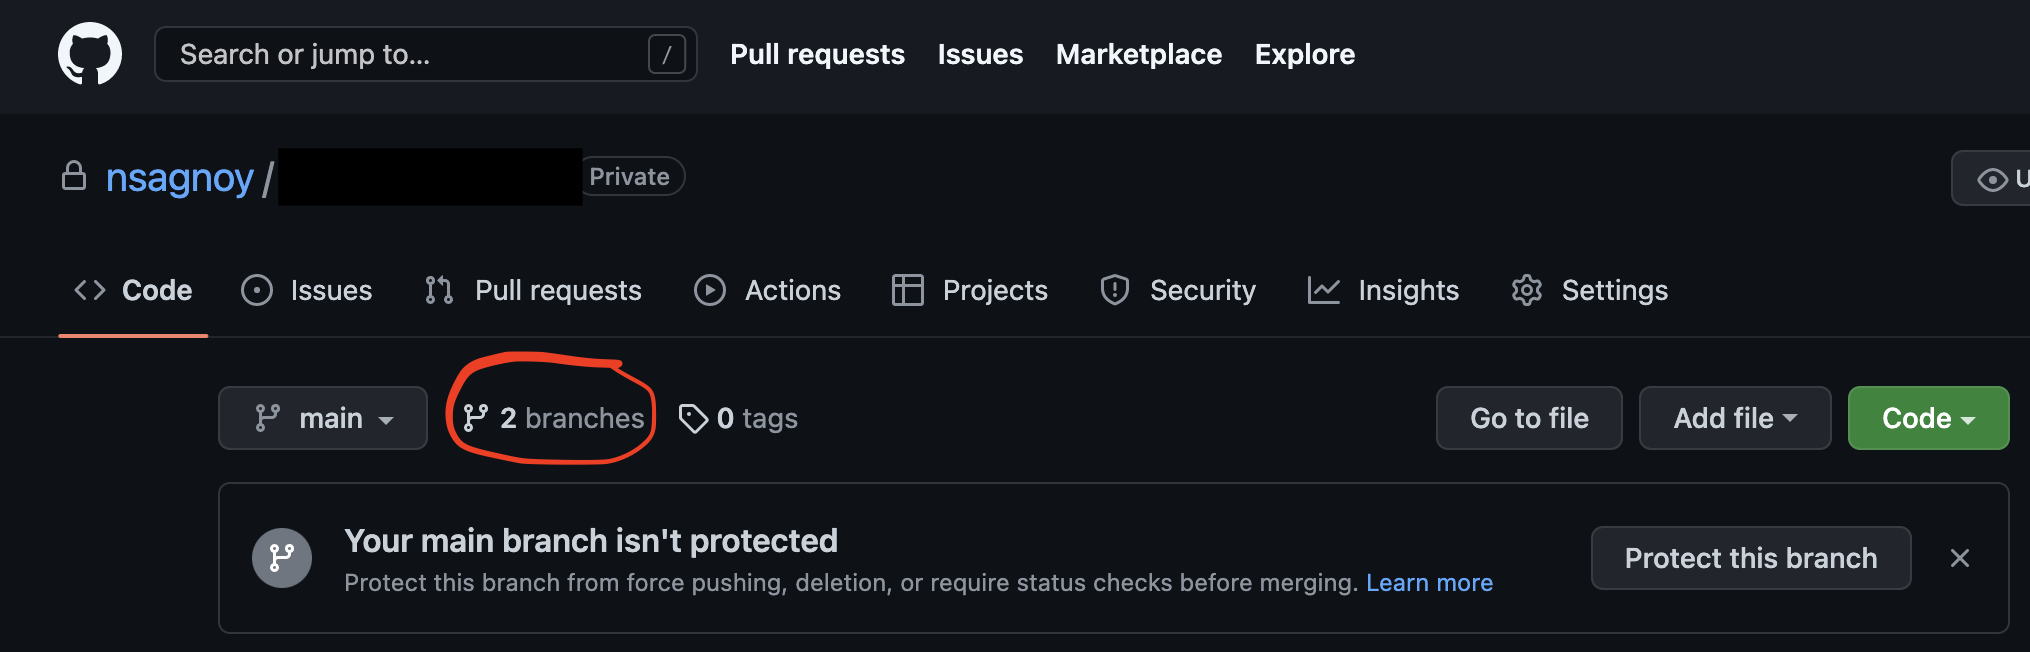 Search or jump to... /
Pull requests Issues Marketplace Explore
nsagnoy / Private
U
Code Issues Pull requests Actions Projects Security Insights Settings
main 2 branches 0 tags Go to file Add file Code
Your main branch isn't protected
Protect this branch from force pushing, deletion, or require status checks before merging. Learn more
Protect this branch